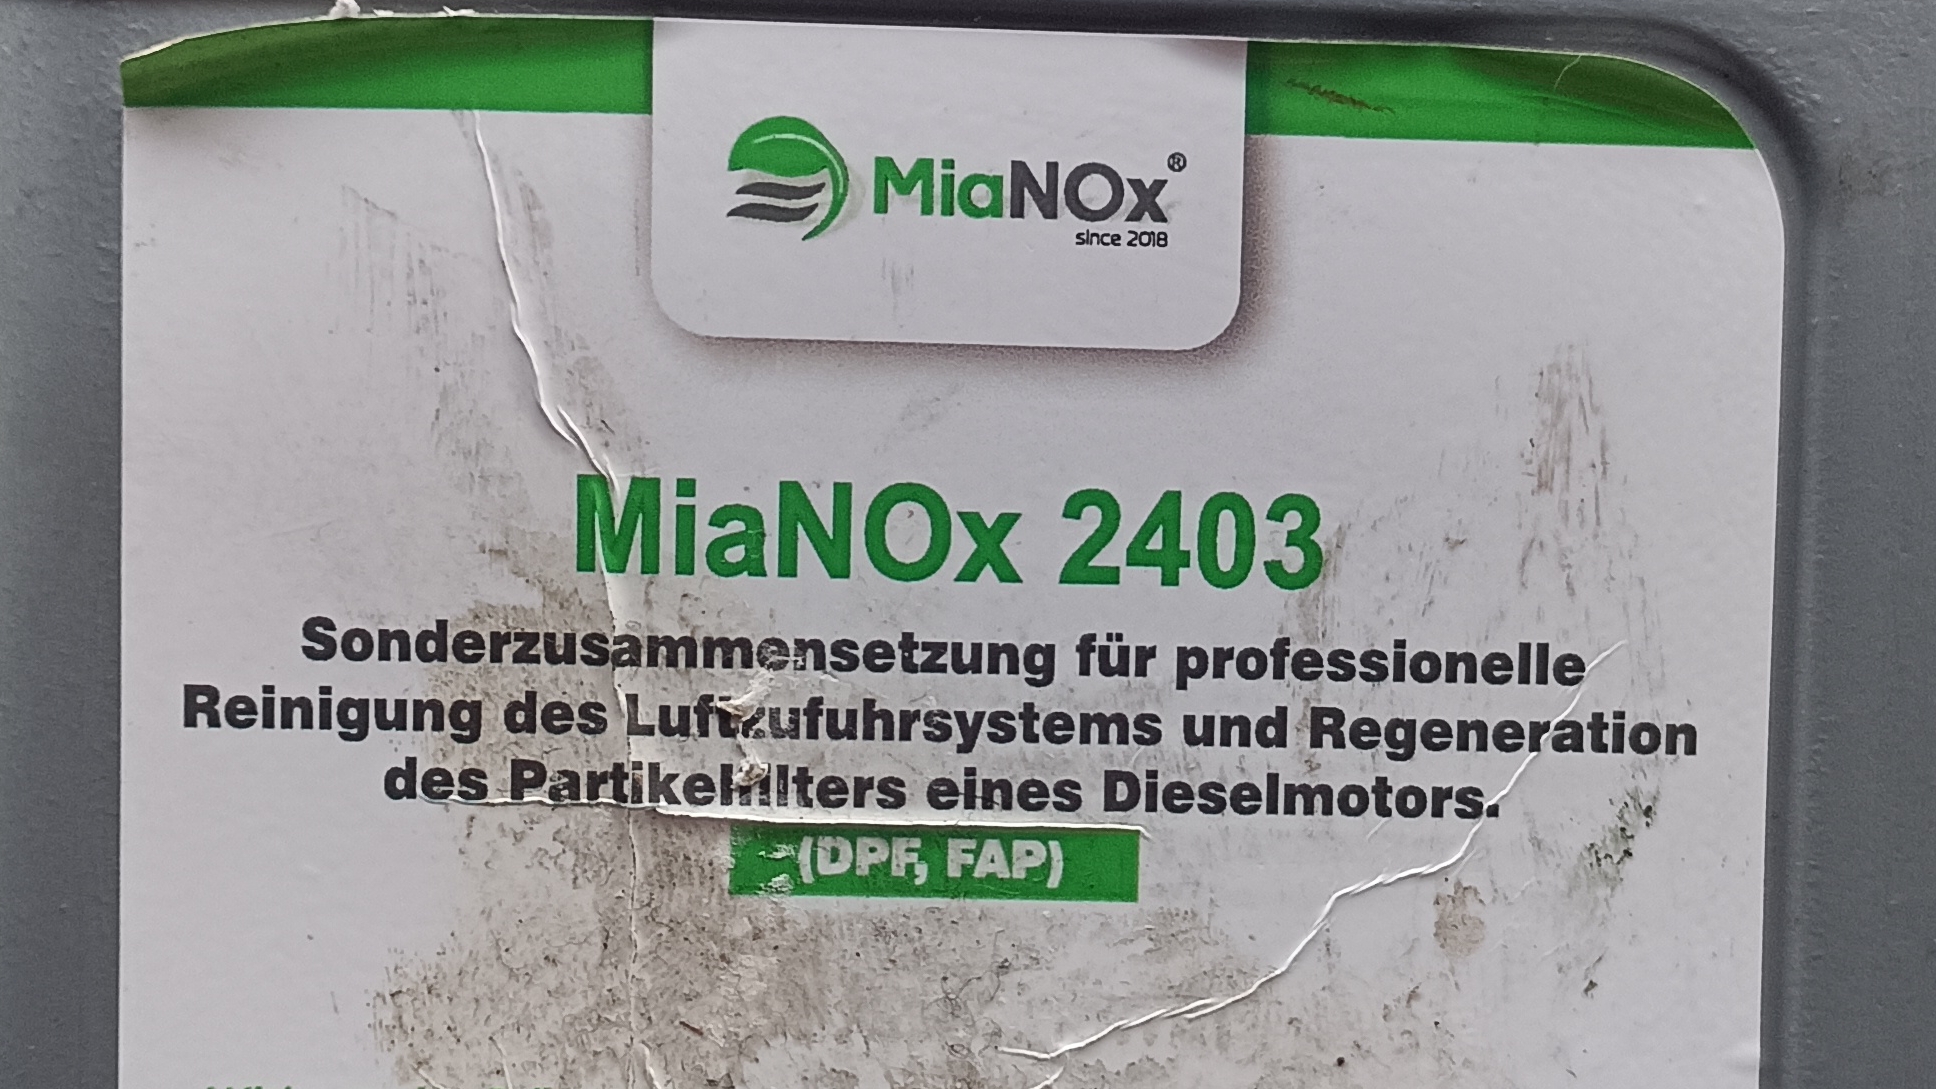 MiaNOx®
since 2018
MiaNOx 2403
Sonderzusammensetzung für professionelle
Reinigung des Luftzufuhrsystems und Regeneration
des Partikelfilters eines Dieselmotors.
(DPF, FAP)